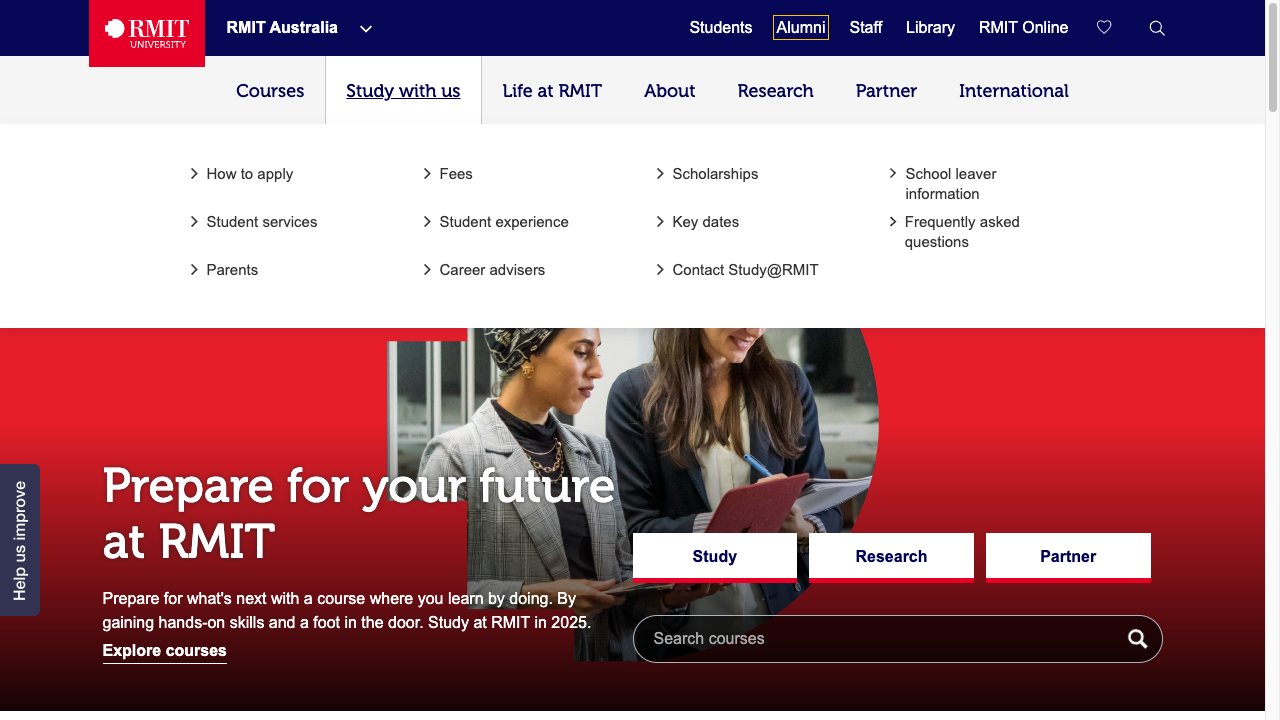 RMIT
UNIVERSITY
RMIT Australia
Students
Alumni
Staff
Library
RMIT Online
Courses
Study with us
Life at RMIT
About
Research
Partner
International
How to apply
Fees
Scholarships
School leaver
information
Student services
Student experience
Key dates
Frequently asked
questions
Parents
Career advisers
Contact Study@RMIT
Help us improve
Prepare for your future
at RMIT
Prepare for what's next with a course where you learn by doing. By
gaining hands-on skills and a foot in the door. Study at RMIT in 2025.
Explore courses
Study
Research
Partner
Search courses